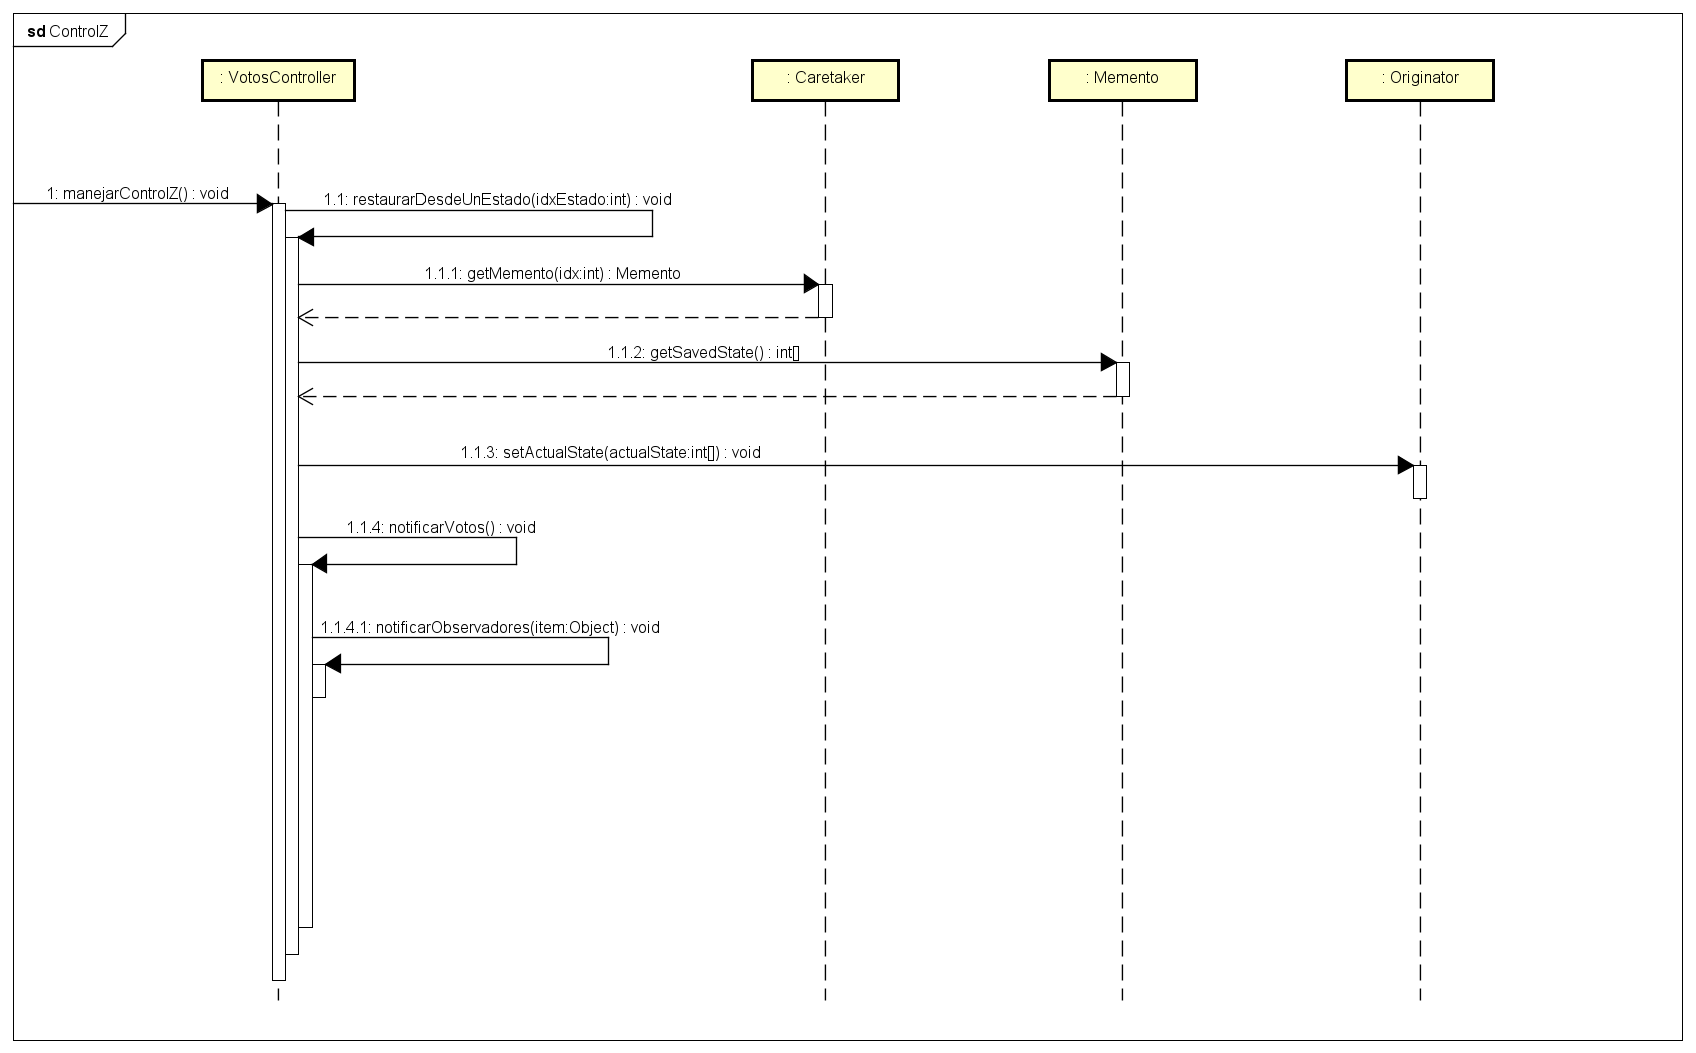 sd ControlZ
: VotosController
: Caretaker
: Memento
: Originator
1: manejarControlZ() : void
1.1: restaurarDesdeUnEstado(idxEstado:int) : void
1.1.1: getMemento(idx:int) : Memento
1.1.2: getSavedState() : int[]
1.1.3: setActualState(actualState:int[]) : void
1.1.4: notificarVotos() : void
1.1.4.1: notificarObservadores(item:Object) : void